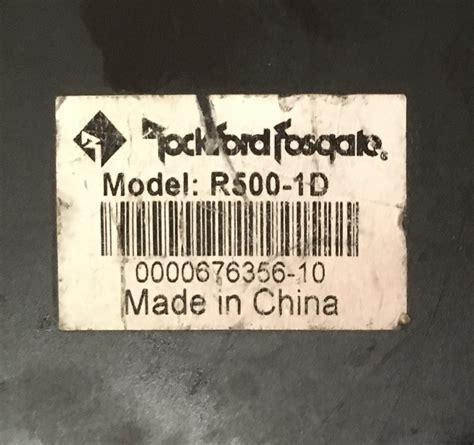 Rockford Fosgate®
Model: R500-1D
0000676356-10
Made in China